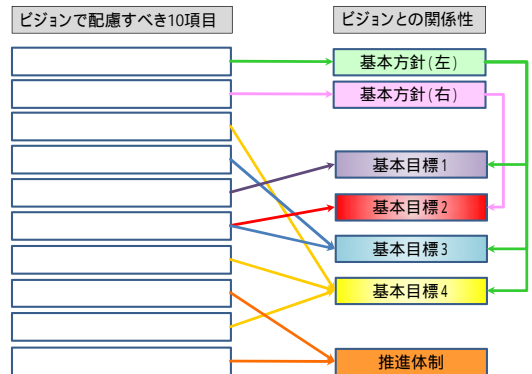 ビジョンで配慮すべき10項目
ビジョンとの関係性
基本方針(左)
基本方針(右)
基本目標1
基本目標2
基本目標3
基本目標4
推進体制